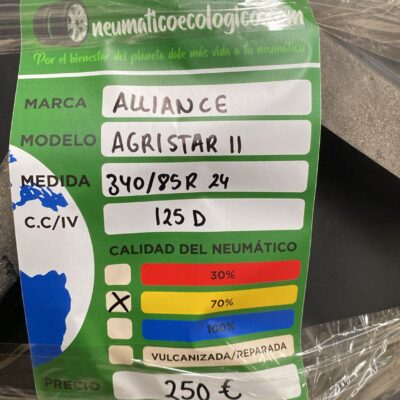 neumaticoecologico.com
Por el bienestar del planeta dale más vida a tu neumático
MARCA ALLIANCE
MODELO AGRISTAR II
MEDIDA 340/85R 24
C.C/IV 125 D
CALIDAD DEL NEUMÁTICO
30%
X 70%
100%
VULCANIZADA/REPARADA
PRECIO 250 €